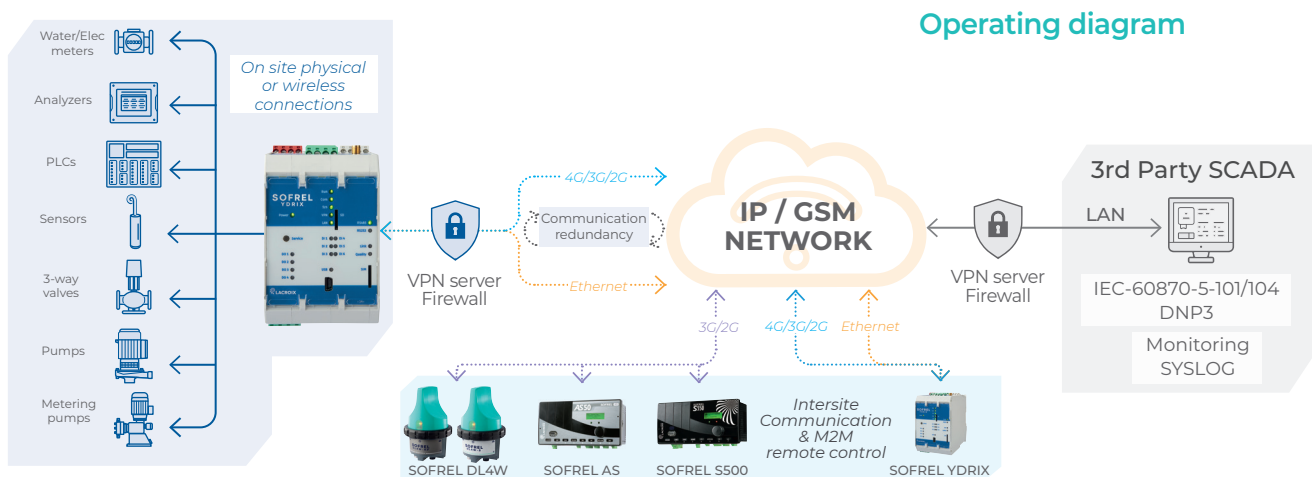 Operating diagram
Water/Elec
meters
Analyzers
PLCs
Sensors
3-way
valves
Pumps
Metering
pumps
On site physical
or wireless
connections
SOFREL
YDRIX
LACROIX
VPN server
Firewall
4G/3G/2G
Communication
redundancy
Ethernet
IP / GSM
NETWORK
VPN server
Firewall
3rd Party SCADA
LAN
IEC-60870-5-101/104
DNP3
Monitoring
SYSLOG
3G/2G
4G/3G/2G
Ethernet
SOFREL
SOFREL
AS50
Intersite
Communication
& M2M
remote control
SOFREL DL4W
SOFREL AS
SOFREL S500
SOFREL YDRIX